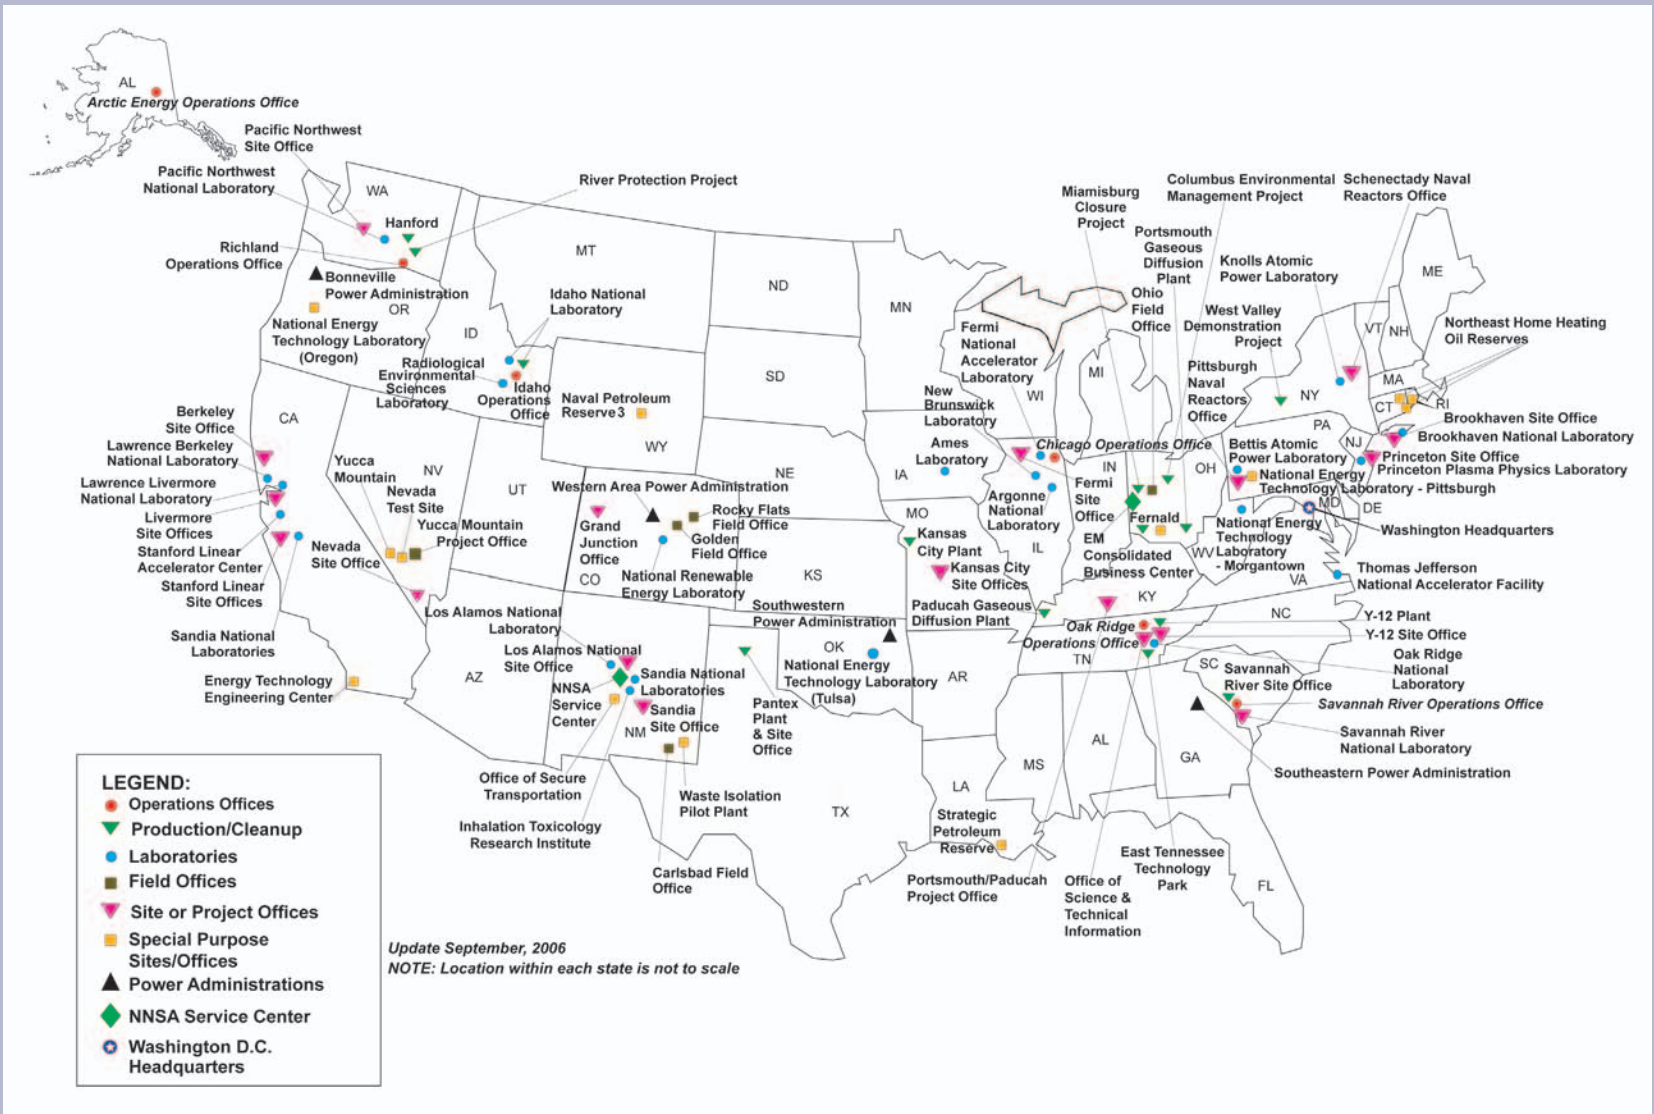 AL
Arctic Energy Operations Office
Pacific Northwest
Site Office
Pacific Northwest
National Laboratory
WA
Hanford
River Protection Project
Richland
Operations Office
Bonneville
Power Administration
OR
National Energy
Technology Laboratory
(Oregon)
ID
Idaho National
Laboratory
Radiological
Environmental
Sciences
Laboratory
Idaho
Operations
Office
MT
ND
SD
MN
Naval Petroleum
Reserve3
WY
NE
CA
Berkeley
Site Office
Lawrence Berkeley
National Laboratory
Lawrence Livermore
National Laboratory
Livermore
Site Offices
Stanford Linear
Accelerator Center
Stanford Linear
Site Offices
Sandia National
Laboratories
Energy Technology
Engineering Center
Yucca
Mountain
NV
Nevada
Test Site
Yucca Mountain
Project Office
Nevada
Site Office
UT
Western Area Power Administration
Grand
Junction
Office
CO
Rocky Flats
Field Office
Golden
Field Office
National Renewable
Energy Laboratory
KS
Los Alamos National
Laboratory
Los Alamos National
Site Office
NNSA
Service
Center
Sandia National
Laboratories
Sandia
Site Office
NM
AZ
Office of Secure
Transportation
Inhalation Toxicology
Research Institute
Waste Isolation
Pilot Plant
Carlsbad Field
Office
Pantex
Plant
& Site
Office
TX
Southwestern
Power Administration
OK
National Energy
Technology Laboratory
(Tulsa)
AR
LA
Strategic
Petroleum
Reserve
MS
AL
GA
FL
Portsmouth/Paducah
Project Office
Office of
Science &
Technical
Information
East Tennessee
Technology
Park
MO
Kansas
City Plant
Kansas City
Site Offices
Paducah Gaseous
Diffusion Plant
IA
Ames
Laboratory
New
Brunswick
Laboratory
Fermi
National
Accelerator
Laboratory
WI
MI
Chicago Operations Office
Argonne
National
Laboratory
IL
Fermi
Site
Office
IN
EM
Consolidated
Business Center
Fernald
OH
Miamisburg
Closure
Project
Columbus Environmental
Management Project
Portsmouth
Gaseous
Diffusion
Plant
Ohio
Field
Office
Schenectady Naval
Reactors Office
Knolls Atomic
Power Laboratory
West Valley
Demonstration
Project
Pittsburgh
Naval
Reactors
Office
ME
VT
NH
NY
MA
CT
RI
PA
NJ
Northeast Home Heating
Oil Reserves
Brookhaven Site Office
Brookhaven National Laboratory
Princeton Site Office
Princeton Plasma Physics Laboratory
Bettis Atomic
Power Laboratory
National Energy
Technology Laboratory - Pittsburgh
MD
DE
Washington Headquarters
National Energy
Technology
Laboratory
- Morgantown
WV
VA
Thomas Jefferson
National Accelerator Facility
KY
NC
Y-12 Plant
Y-12 Site Office
Oak Ridge
National
Laboratory
Oak Ridge
Operations Office
TN
SC
Savannah
River Site Office
Savannah River Operations Office
Savannah River
National Laboratory
Southeastern Power Administration
LEGEND:
Operations Offices
Production/Cleanup
Laboratories
Field Offices
Site or Project Offices
Special Purpose
Sites/Offices
Power Administrations
NNSA Service Center
Washington D.C.
Headquarters
Update September, 2006
NOTE: Location within each state is not to scale